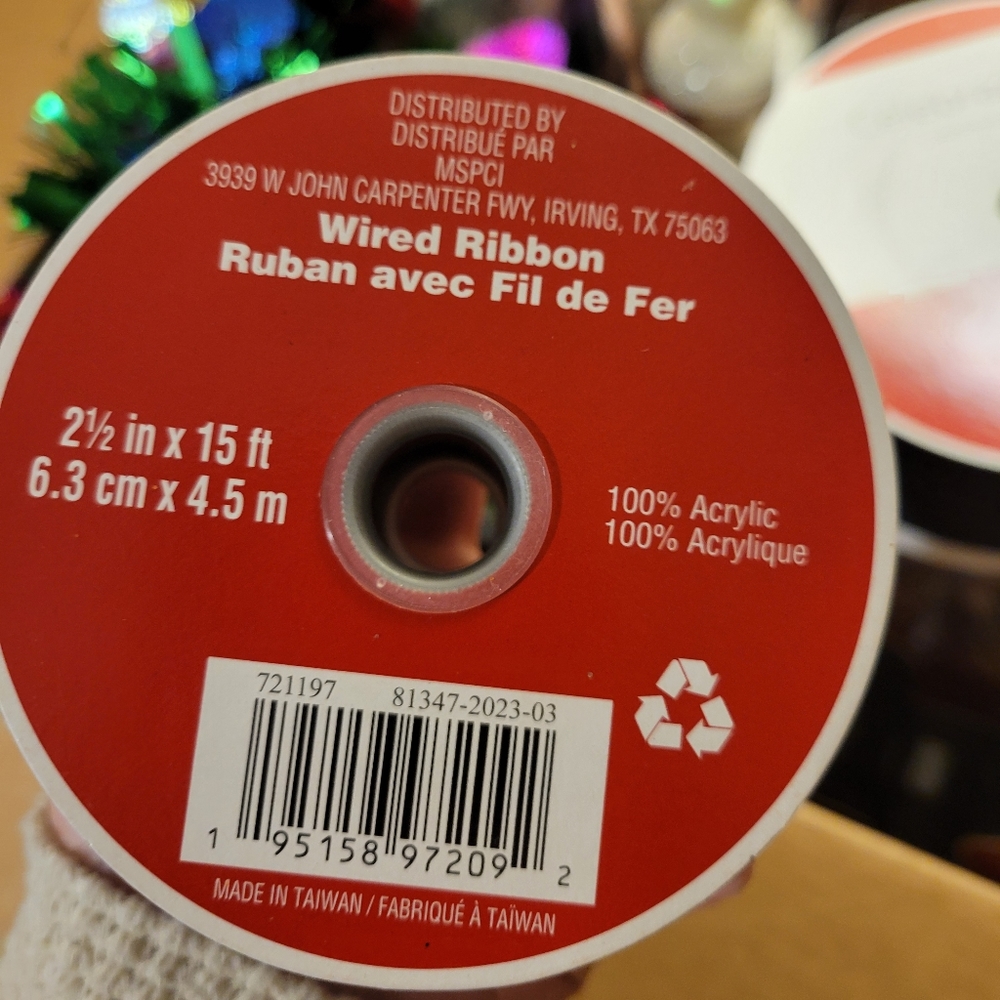 DISTRIBUTED BY
DISTRIBUÉ PAR
MSPCI
3939 W JOHN CARPENTER FWY, IRVING, TX 75063
Wired Ribbon
Ruban avec Fil de Fer
2½ in x 15 ft
6.3 cm x 4.5 m
100% Acrylic
100% Acrylique
721197 81347-2023-03
1 95158 97209 2
MADE IN TAIWAN / FABRIQUÉ À TAÏWAN